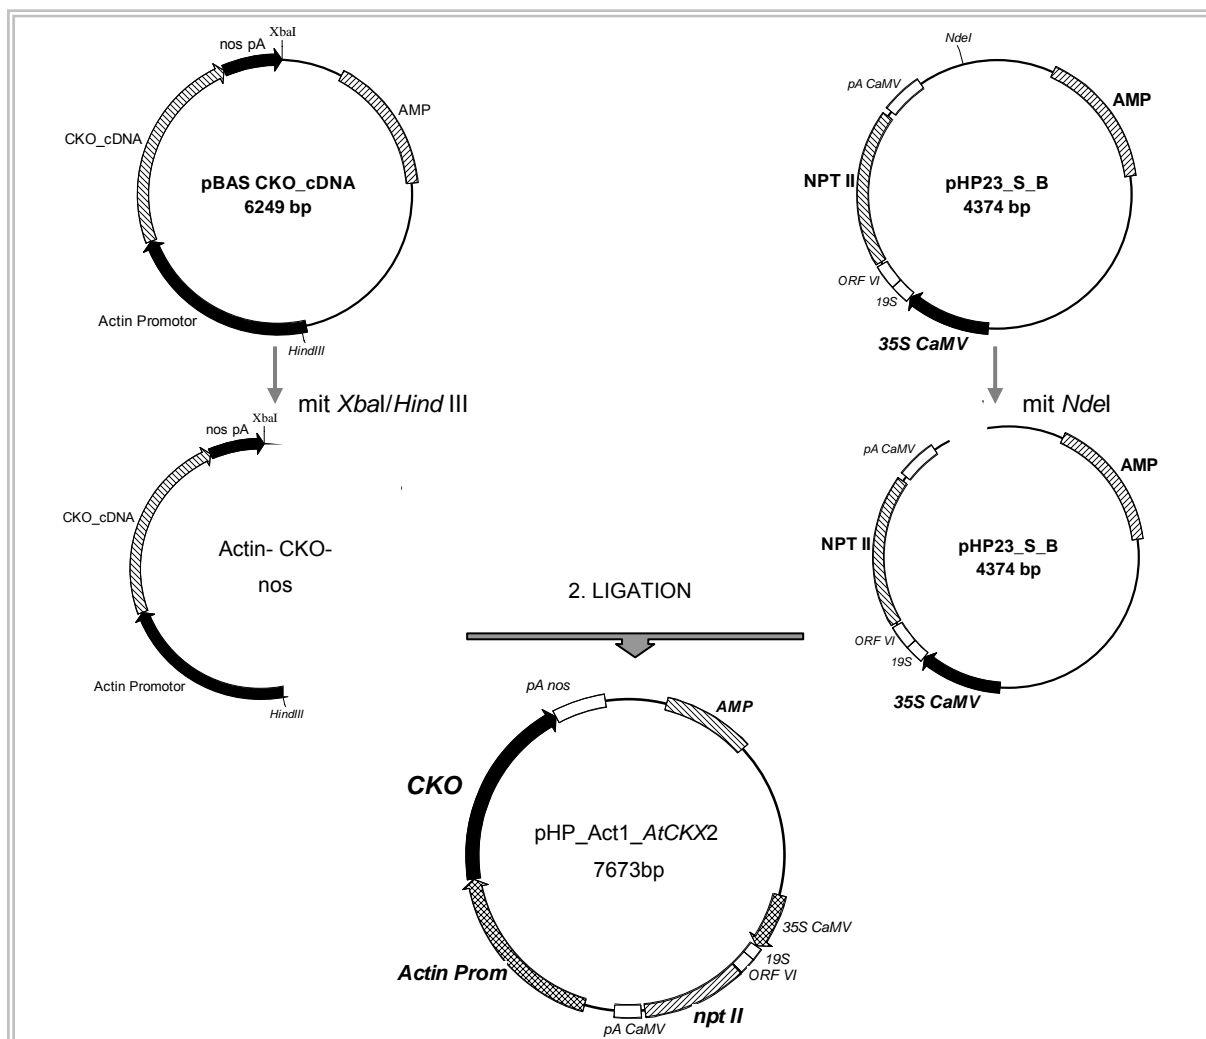 XbaI
nos pA
CKO_cDNA
AMP
pBAS CKO_cDNA
6249 bp
Actin Promotor
HindIII
NdeI
pA CaMV
AMP
NPT II
pHP23_S_B
4374 bp
ORF VI
19S
35S CaMV
mit XbaI/Hind III
mit NdeI
XbaI
nos pA
CKO_cDNA
Actin- CKO-
nos
Actin Promotor
HindIII
pA CaMV
AMP
NPT II
pHP23_S_B
4374 bp
ORF VI
19S
35S CaMV
2. LIGATION
pA nos
AMP
CKO
pHP_Act1_AtCKX2
7673bp
35S CaMV
19S
ORF VI
Actin Prom
npt II
pA CaMV